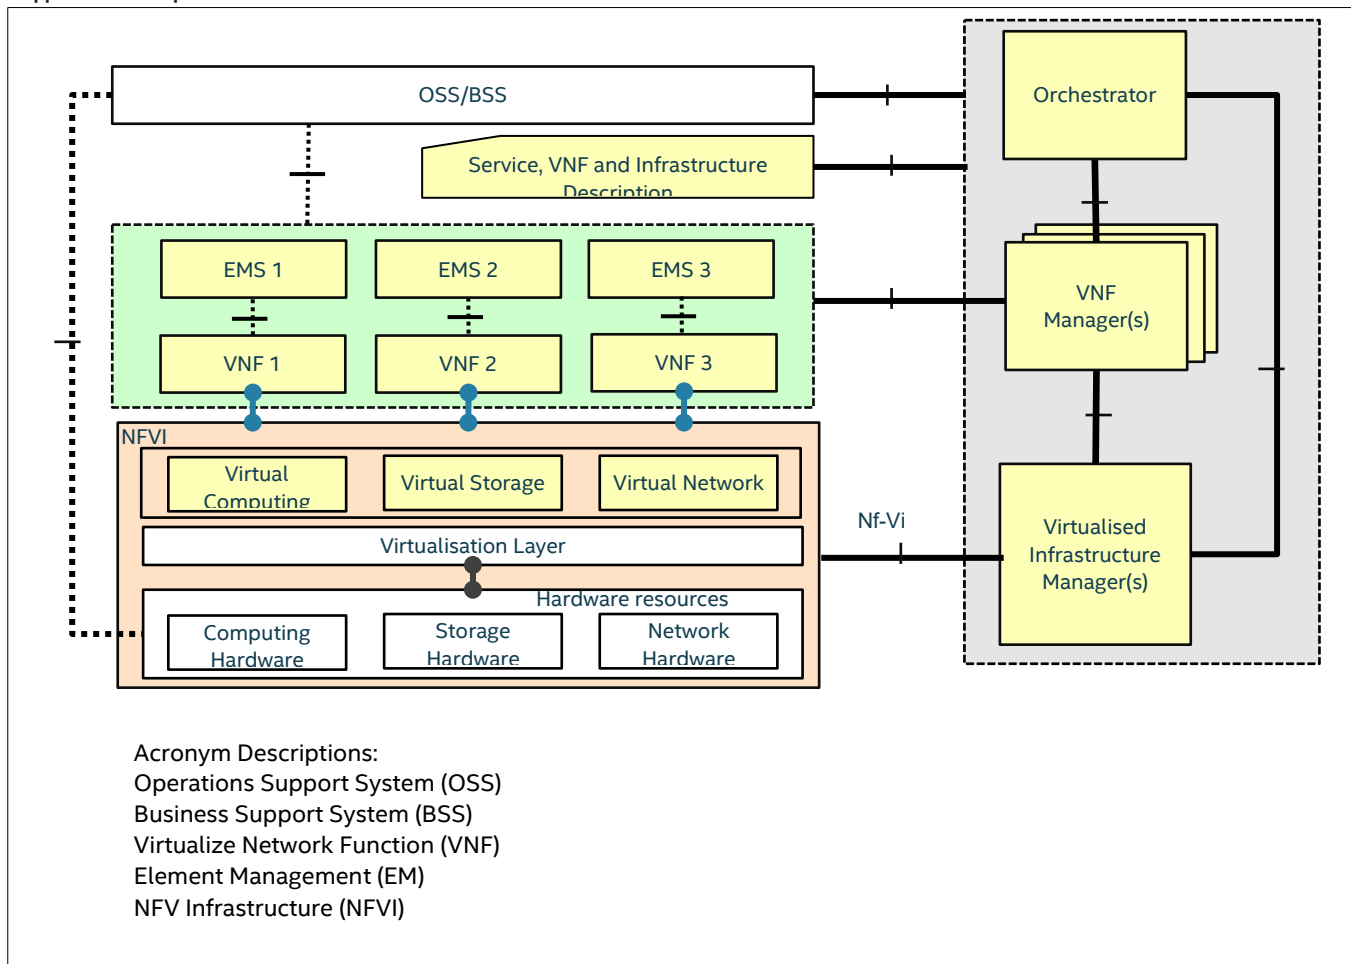 OSS/BSS
Orchestrator
Service, VNF and Infrastructure
Description
EMS 1
EMS 2
EMS 3
VNF
Manager(s)
VNF 1
VNF 2
VNF 3
NFVI
Virtual
Computing
Virtual Storage
Virtual Network
Nf-Vi
Virtualised
Infrastructure
Manager(s)
Virtualisation Layer
Hardware resources
Computing
Hardware
Storage
Hardware
Network
Hardware
Acronym Descriptions:
Operations Support System (OSS)
Business Support System (BSS)
Virtualize Network Function (VNF)
Element Management (EM)
NFV Infrastructure (NFVI)